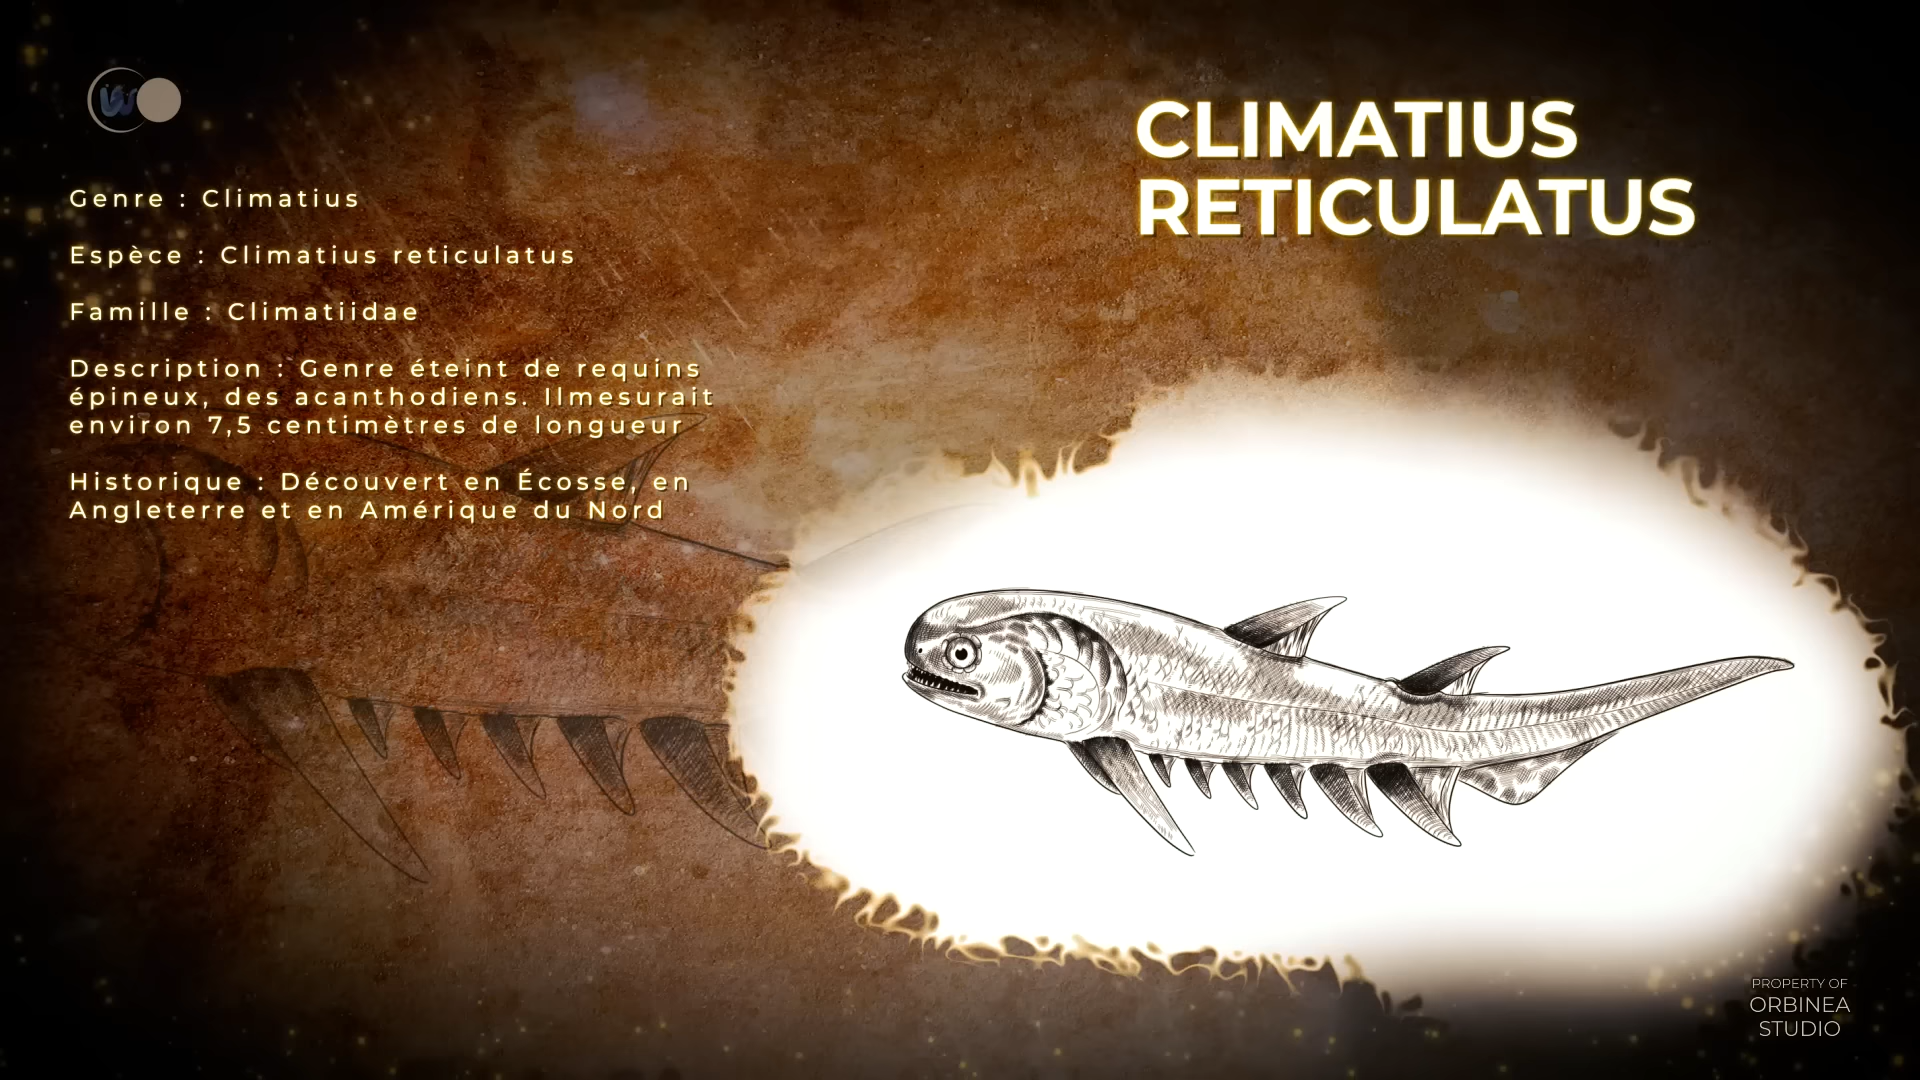 CLIMATIUS
RETICULATUS
Genre : Climatius
Espèce : Climatius reticulatus
Famille : Climatiidae
Description : Genre éteint de requins
épineux, des acanthodiens. Ilmesurait
environ 7,5 centimètres de longueur
Historique : Découvert en Écosse, en
Angleterre et en Amérique du Nord
PROPERTY OF
ORBINEA
STUDIO